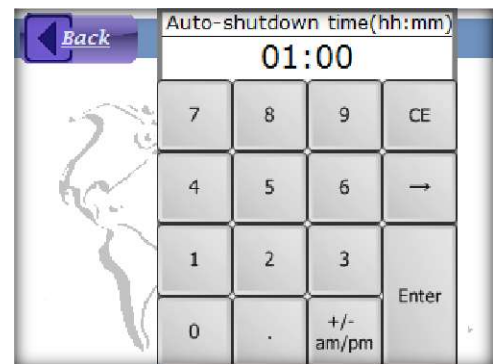 Back
Auto-shutdown time(hh:mm)
01:00
7 8 9 CE
4 5 6 →
1 2 3 Enter
0 . +/-
am/pm